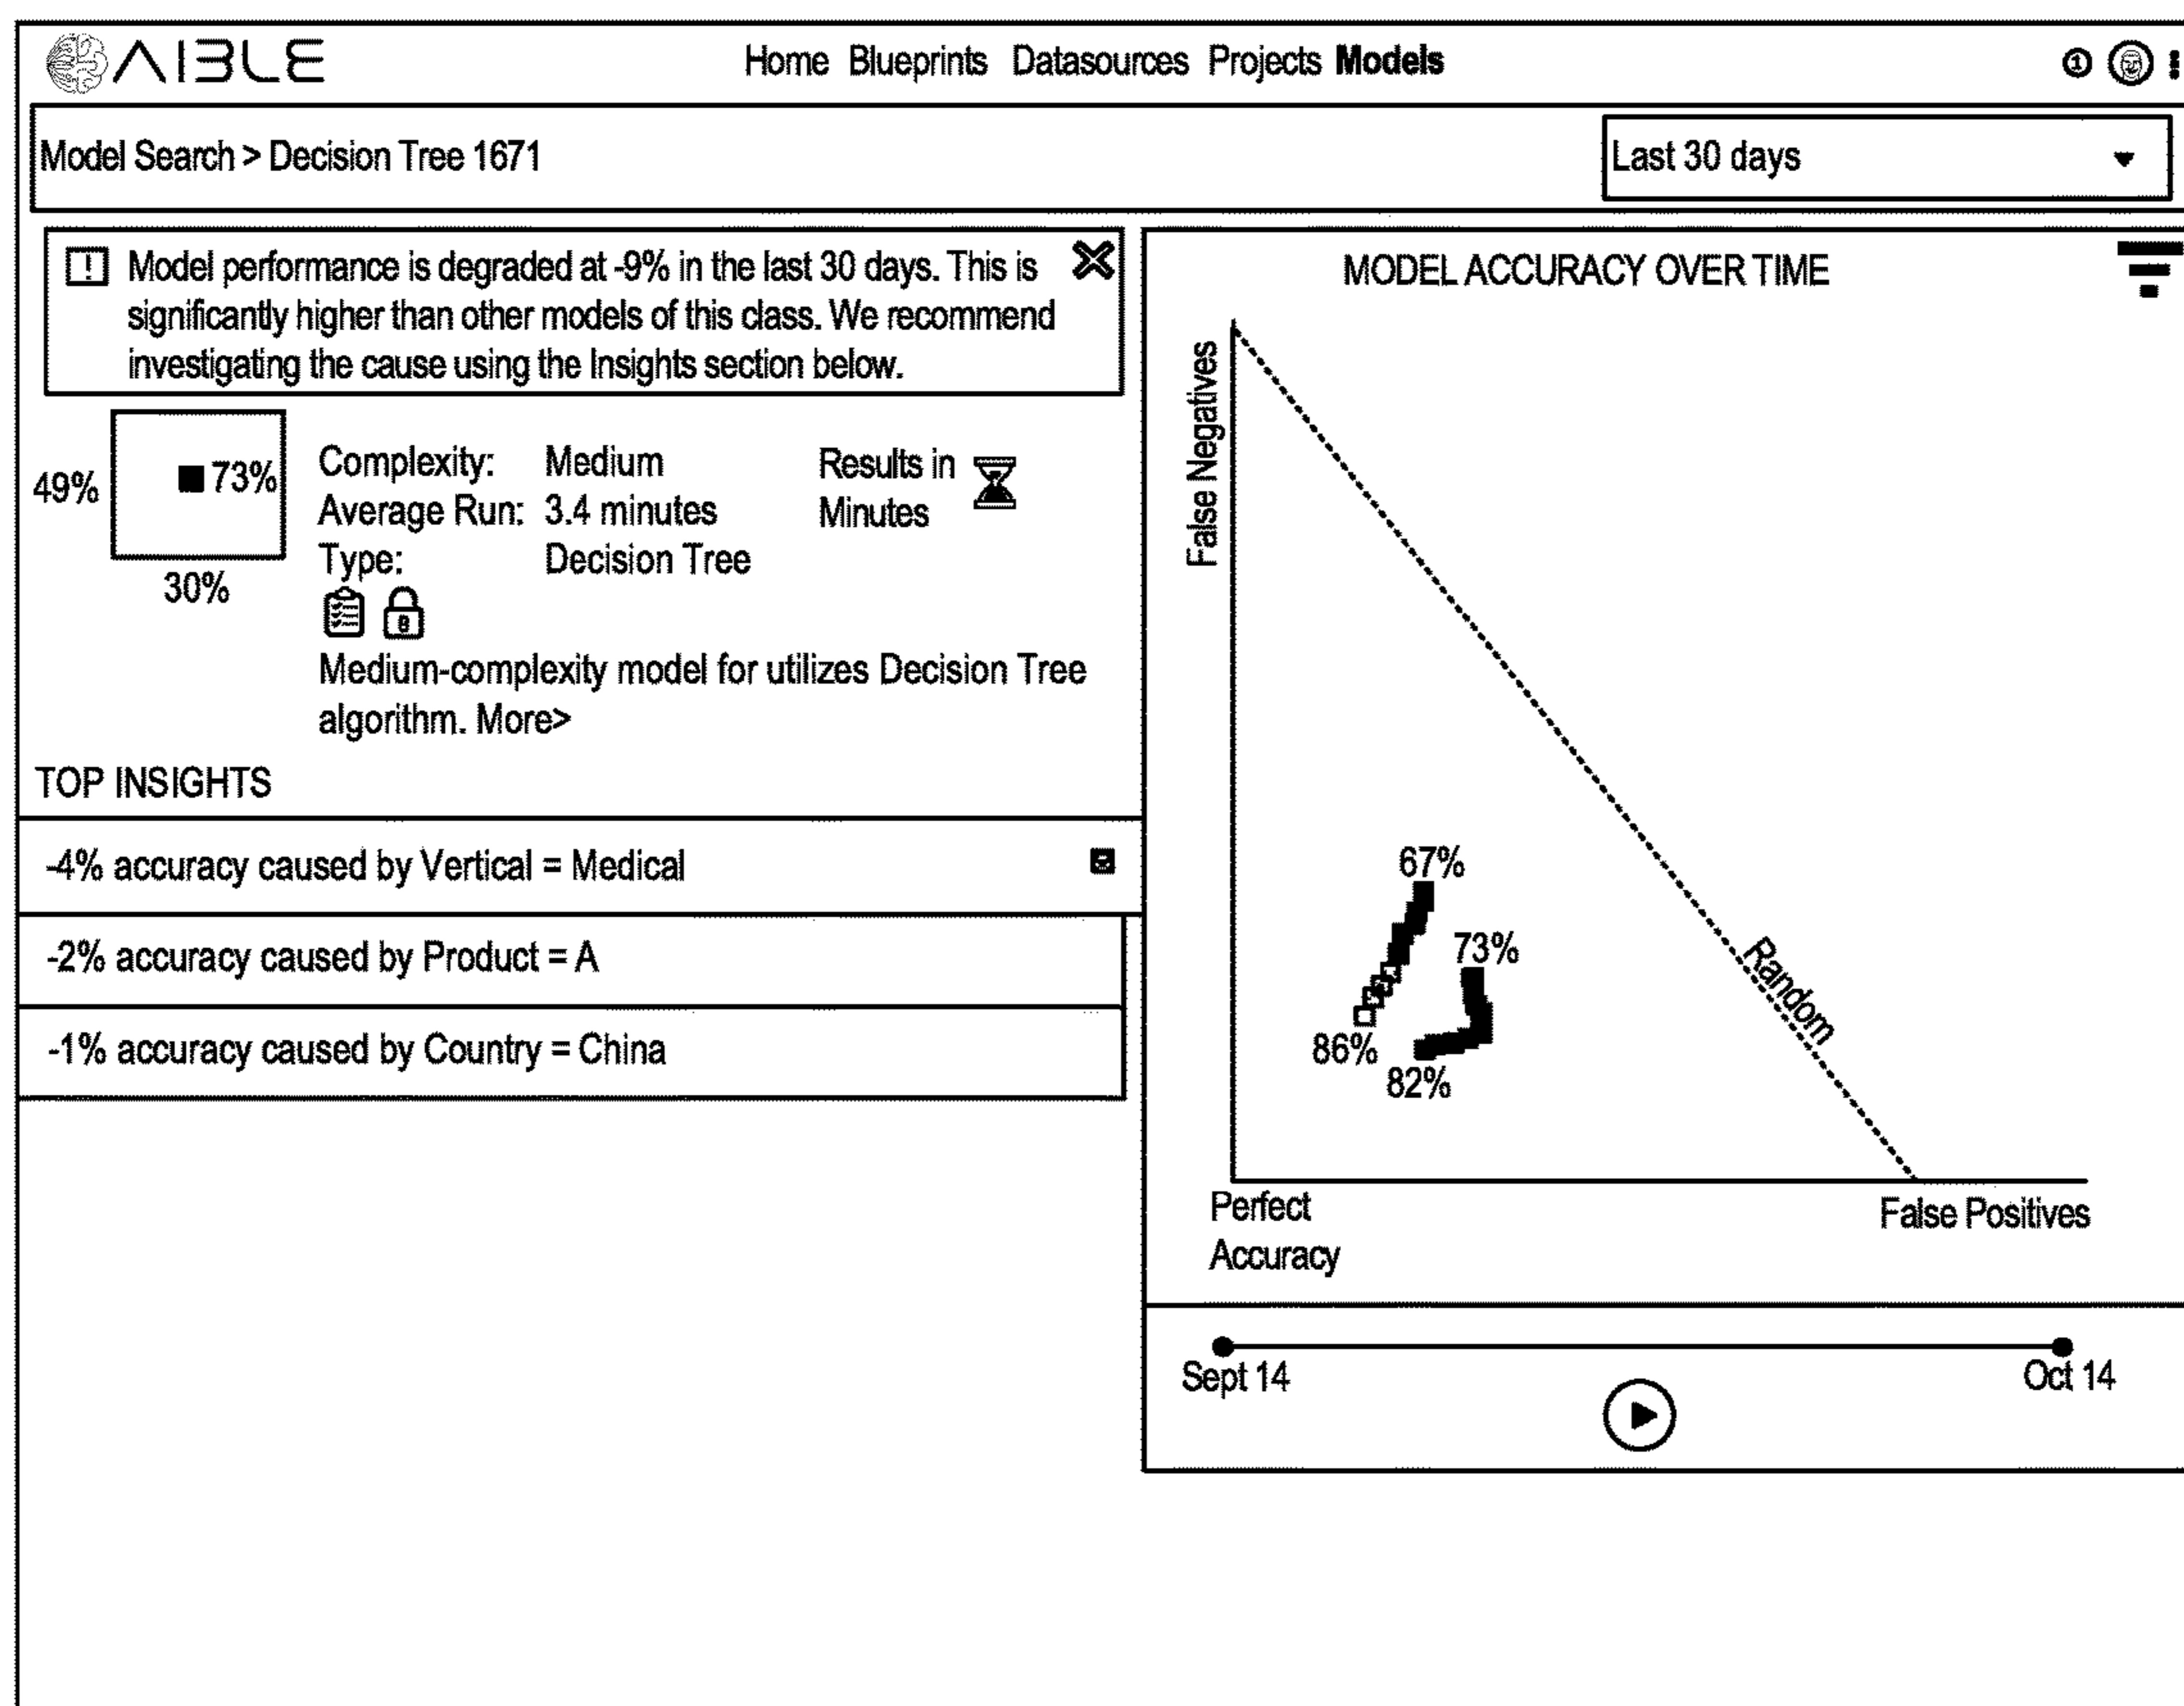 AIBLE
Home Blueprints Datasources Projects Models
1
Model Search > Decision Tree 1671
Last 30 days
! Model performance is degraded at -9% in the last 30 days. This is
significantly higher than other models of this class. We recommend
investigating the cause using the Insights section below.
49%
73%
30%
Complexity: Medium
Average Run: 3.4 minutes
Type: Decision Tree
Results in
Minutes
Medium-complexity model for utilizes Decision Tree
algorithm. More>
TOP INSIGHTS
-4% accuracy caused by Vertical = Medical
-2% accuracy caused by Product = A
-1% accuracy caused by Country = China
MODEL ACCURACY OVER TIME
False Negatives
67%
73%
86%
82%
Random
Perfect
Accuracy
False Positives
Sept 14
Oct 14